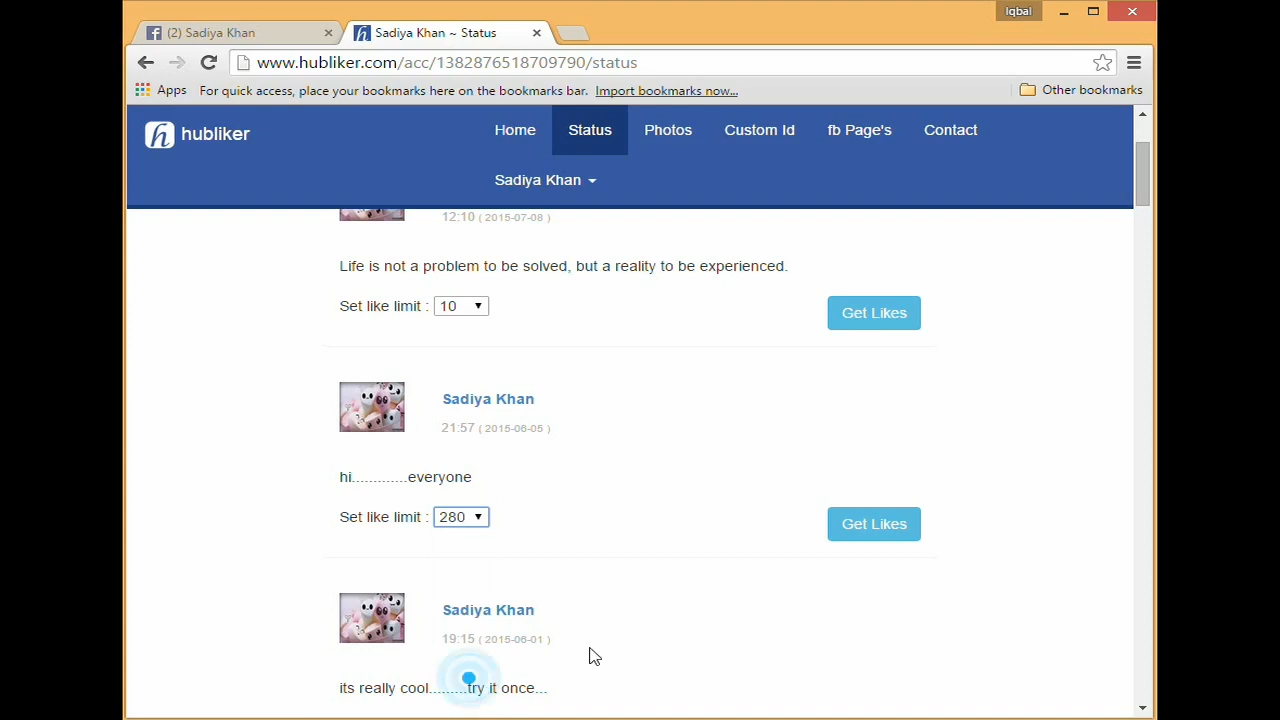 Iqbal
(2) Sadiya Khan
Sadiya Khan ~ Status
www.hubliker.com/acc/1382876518709790/status
Apps For quick access, place your bookmarks here on the bookmarks bar. Import bookmarks now... Other bookmarks
h hubliker
Home Status Photos Custom Id fb Page's Contact
Sadiya Khan
12:10 ( 2015-07-08 )
Life is not a problem to be solved, but a reality to be experienced.
Set like limit : 10
Get Likes
Sadiya Khan
21:57 ( 2015-06-05 )
hi.............everyone
Set like limit : 280
Get Likes
Sadiya Khan
19:15 ( 2015-06-01 )
its really cool.........try it once...